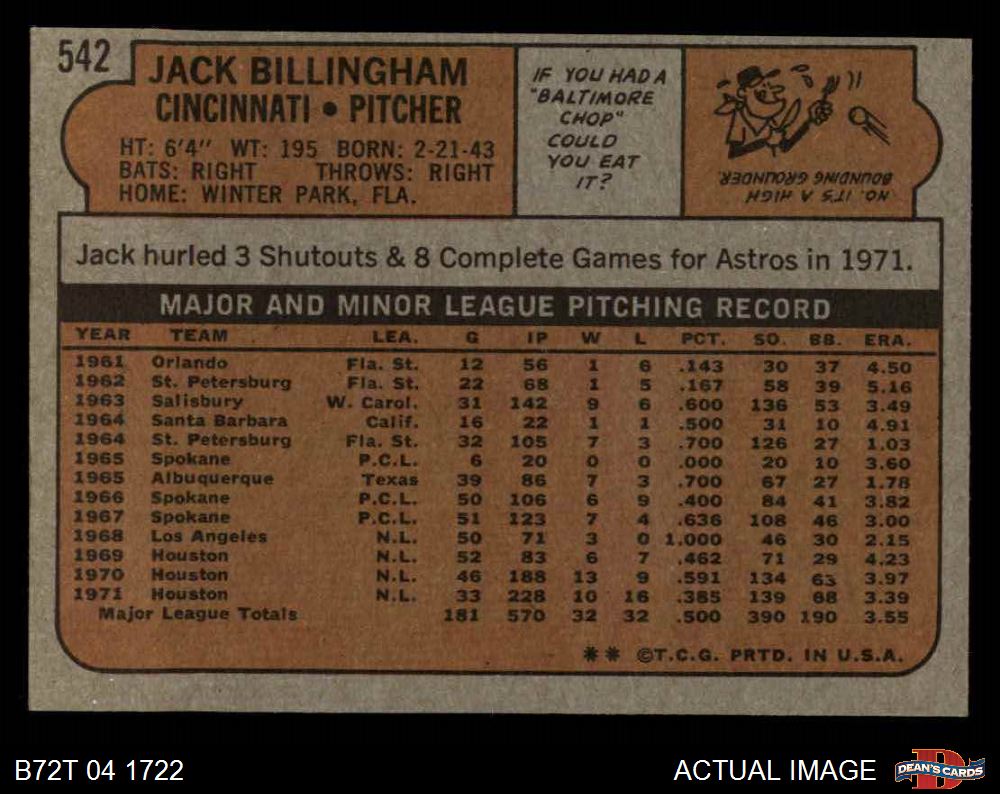 542
JACK BILLINGHAM
CINCINNATI • PITCHER
HT: 6'4" WT: 195 BORN: 2-21-43
BATS: RIGHT THROWS: RIGHT
HOME: WINTER PARK, FLA.
IF YOU HAD A
"BALTIMORE
CHOP"
COULD
YOU EAT
IT?
NO. IT'S A HIGH
BOUNDING GROUNDER.
Jack hurled 3 Shutouts & 8 Complete Games for Astros in 1971.
MAJOR AND MINOR LEAGUE PITCHING RECORD
YEAR TEAM LEA. G IP W L PCT. SO. BB. ERA.
1961 Orlando Fla. St. 12 56 1 6 .143 30 37 4.50
1962 St. Petersburg Fla. St. 22 68 1 5 .167 58 39 5.16
1963 Salisbury W. Carol. 31 142 9 6 .600 136 53 3.49
1964 Santa Barbara Calif. 16 22 1 1 .500 31 10 4.91
1964 St. Petersburg Fla. St. 32 105 7 3 .700 126 27 1.03
1965 Spokane P.C.L. 6 20 0 0 .000 20 10 3.60
1965 Albuquerque Texas 39 86 7 3 .700 67 27 1.78
1966 Spokane P.C.L. 50 106 6 9 .400 84 41 3.82
1967 Spokane P.C.L. 51 123 7 4 .636 108 46 3.00
1968 Los Angeles N.L. 50 71 3 0 1.000 46 30 2.15
1969 Houston N.L. 52 83 6 7 .462 71 29 4.23
1970 Houston N.L. 46 188 13 9 .591 134 63 3.97
1971 Houston N.L. 33 228 10 16 .385 139 68 3.39
Major League Totals 181 570 32 32 .500 390 190 3.55
** ©T.C.G. PRTD. IN U.S.A.
B72T 04 1722
ACTUAL IMAGE
D
DEAN'S CARDS